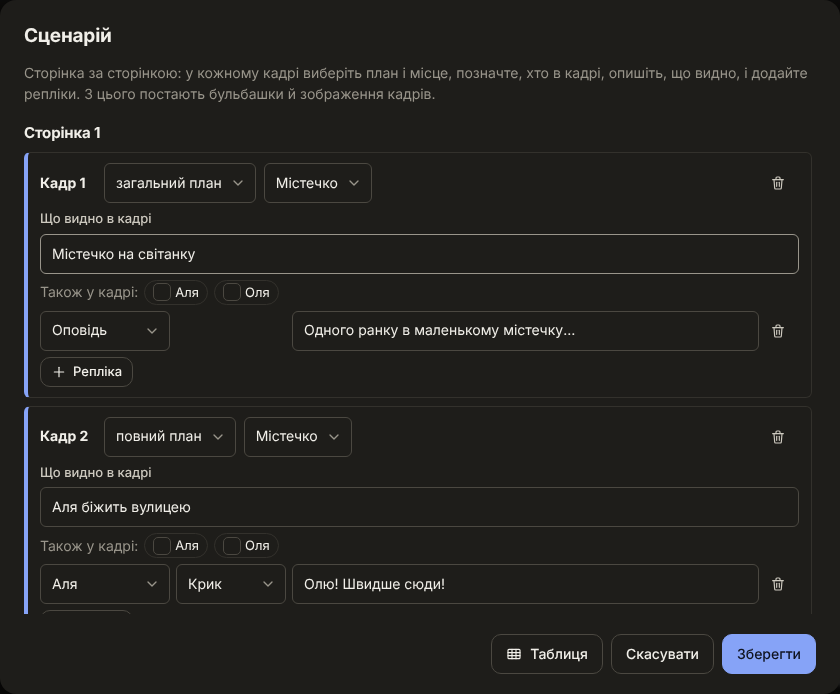 Сценарій
Сторінка за сторінкою: у кожному кадрі виберіть план і місце, позначте, хто в кадрі, опишіть, що видно, і додайте
репліки. З цього постають бульбашки й зображення кадрів.
Сторінка 1
Кадр 1 загальний план Містечко
Що видно в кадрі
Містечко на світанку
Також у кадрі: Аля Оля
Оповідь Одного ранку в маленькому містечку...
+ Репліка
Кадр 2 повний план Містечко
Що видно в кадрі
Аля біжить вулицею
Також у кадрі: Аля Оля
Аля Крик Олю! Швидше сюди!
Таблиця Скасувати Зберегти